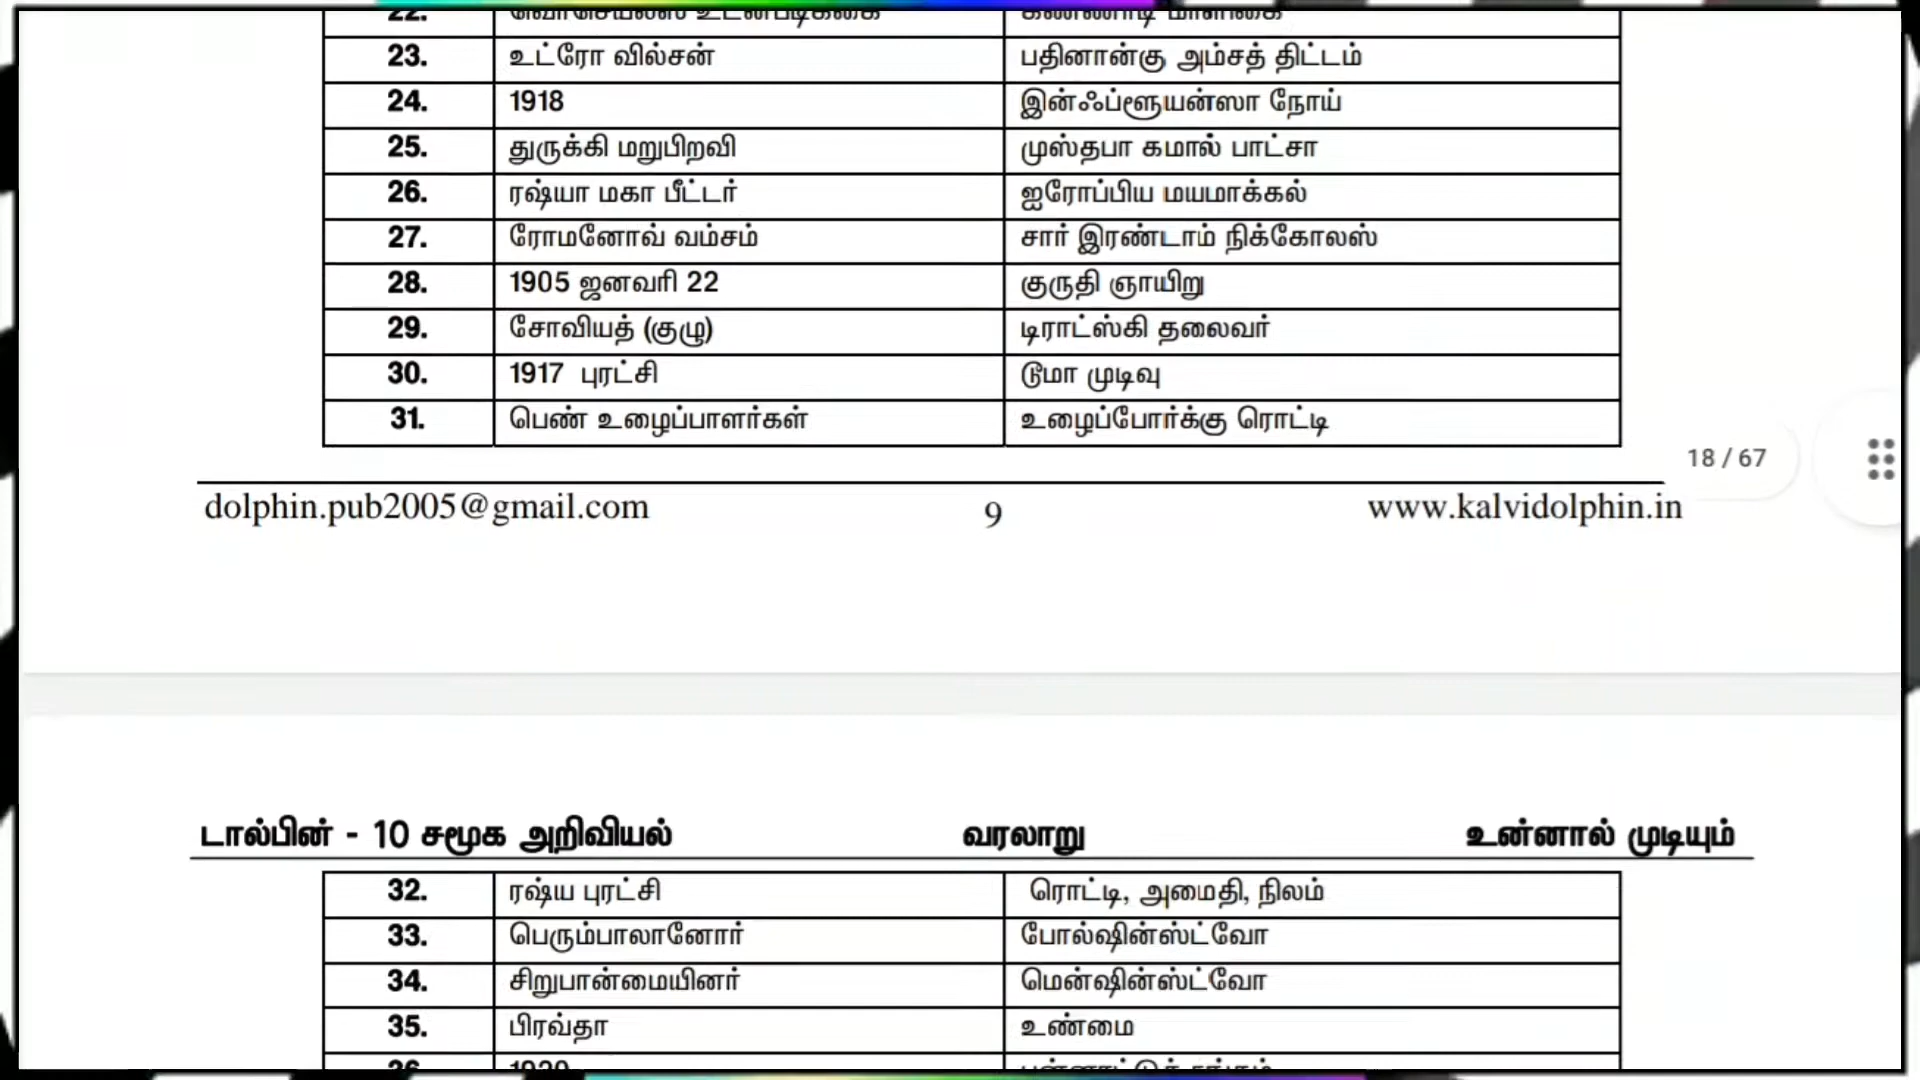 23. உட்ரோ வில்சன் பதினான்கு அம்சத் திட்டம்
24. 1918 இன்ஃப்ளூயன்ஸா நோய்
25. துருக்கி மறுபிறவி முஸ்தபா கமால் பாட்சா
26. ரஷ்யா மகா பீட்டர் ஐரோப்பிய மயமாக்கல்
27. ரோமனோவ் வம்சம் சார் இரண்டாம் நிக்கோலஸ்
28. 1905 ஜனவரி 22 குருதி ஞாயிறு
29. சோவியத் (குழு) டிராட்ஸ்கி தலைவர்
30. 1917 புரட்சி டூமா முடிவு
31. பெண் உழைப்பாளர்கள் உழைப்போர்க்கு ரொட்டி
18 / 67
dolphin.pub2005@gmail.com 9 www.kalvidolphin.in
டால்பின் - 10 சமூக அறிவியல் வரலாறு உன்னால் முடியும்
32. ரஷ்ய புரட்சி ரொட்டி, அமைதி, நிலம்
33. பெரும்பாலானோர் போல்ஷின்ஸ்ட்வோ
34. சிறுபான்மையினர் மென்ஷின்ஸ்ட்வோ
35. பிரவ்தா உண்மை